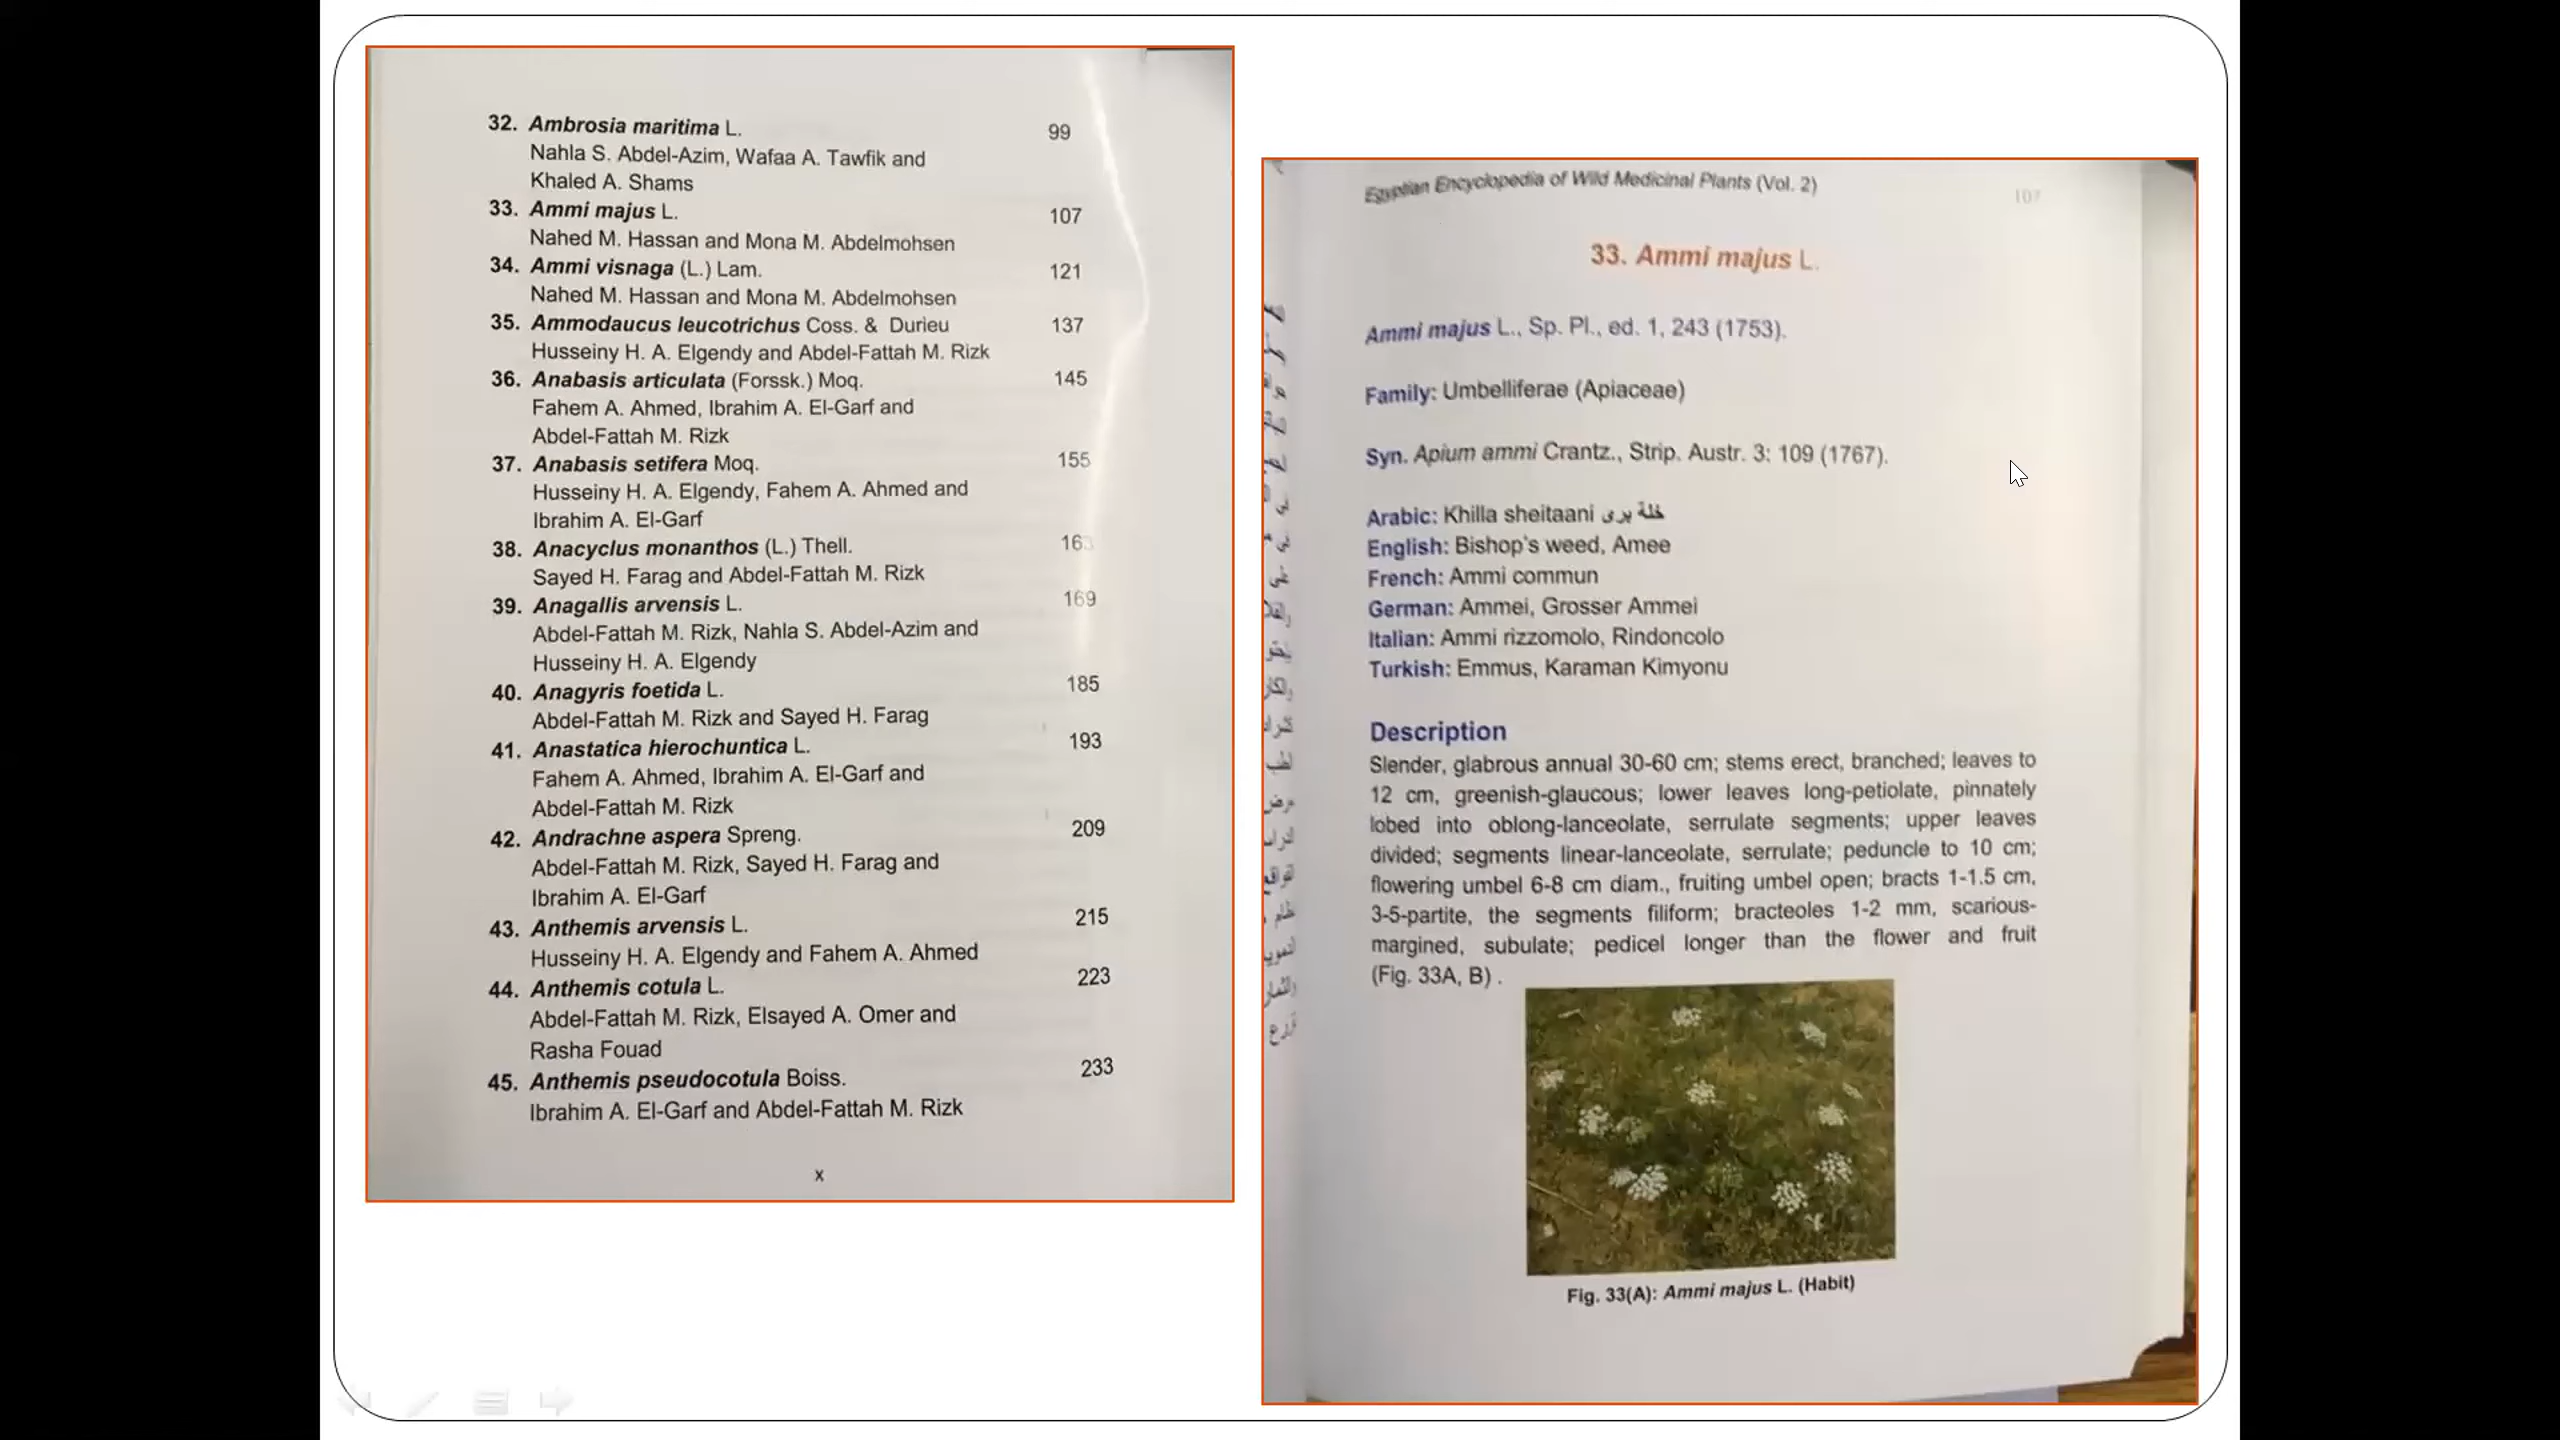 32. Ambrosia maritima L. 99
Nahla S. Abdel-Azim, Wafaa A. Tawfik and
Khaled A. Shams
33. Ammi majus L. 107
Nahed M. Hassan and Mona M. Abdelmohsen
34. Ammi visnaga (L.) Lam. 121
Nahed M. Hassan and Mona M. Abdelmohsen
35. Ammodaucus leucotrichus Coss. & Durieu 137
Husseiny H. A. Elgendy and Abdel-Fattah M. Rizk
36. Anabasis articulata (Forssk.) Moq. 145
Fahem A. Ahmed, Ibrahim A. El-Garf and
Abdel-Fattah M. Rizk
37. Anabasis setifera Moq. 155
Husseiny H. A. Elgendy, Fahem A. Ahmed and
Ibrahim A. El-Garf
38. Anacyclus monanthos (L.) Thell. 163
Sayed H. Farag and Abdel-Fattah M. Rizk
39. Anagallis arvensis L. 169
Abdel-Fattah M. Rizk, Nahla S. Abdel-Azim and
Husseiny H. A. Elgendy
40. Anagyris foetida L. 185
Abdel-Fattah M. Rizk and Sayed H. Farag
41. Anastatica hierochuntica L. 193
Fahem A. Ahmed, Ibrahim A. El-Garf and
Abdel-Fattah M. Rizk
42. Andrachne aspera Spreng. 209
Abdel-Fattah M. Rizk, Sayed H. Farag and
Ibrahim A. El-Garf
43. Anthemis arvensis L. 215
Husseiny H. A. Elgendy and Fahem A. Ahmed
44. Anthemis cotula L. 223
Abdel-Fattah M. Rizk, Elsayed A. Omer and
Rasha Fouad
45. Anthemis pseudocotula Boiss. 233
Ibrahim A. El-Garf and Abdel-Fattah M. Rizk
x
Egyptian Encyclopedia of Wild Medicinal Plants (Vol. 2) 107
33. Ammi majus L.
Ammi majus L., Sp. Pl., ed. 1, 243 (1753).
Family: Umbelliferae (Apiaceae)
Syn. Apium ammi Crantz., Strip. Austr. 3: 109 (1767).
Arabic: Khilla sheitaani خلة برى
English: Bishop's weed, Amee
French: Ammi commun
German: Ammei, Grosser Ammei
Italian: Ammi rizzomolo, Rindoncolo
Turkish: Emmus, Karaman Kimyonu
Description
Slender, glabrous annual 30-60 cm; stems erect, branched; leaves to
12 cm, greenish-glaucous; lower leaves long-petiolate, pinnately
lobed into oblong-lanceolate, serrulate segments; upper leaves
divided; segments linear-lanceolate, serrulate; peduncle to 10 cm;
flowering umbel 6-8 cm diam., fruiting umbel open; bracts 1-1.5 cm,
3-5-partite, the segments filiform; bracteoles 1-2 mm, scarious-
margined, subulate; pedicel longer than the flower and fruit
(Fig. 33A, B) .
Fig. 33(A): Ammi majus L. (Habit)